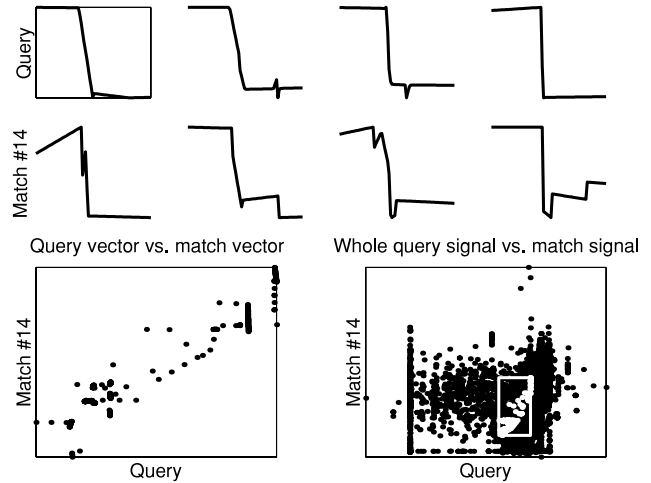 Query
Match #14
Query vector vs. match vector
Whole query signal vs. match signal
Match #14
Match #14
Query
Query